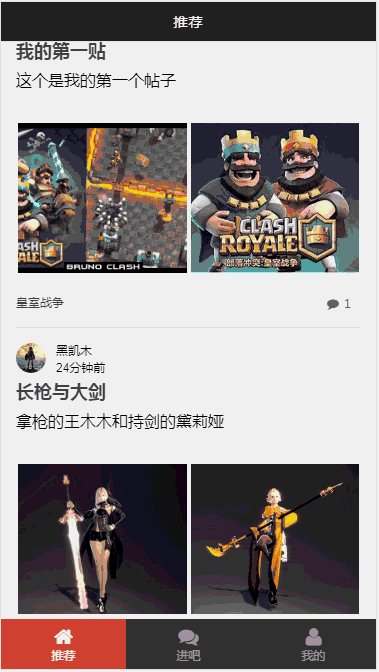 推荐
我的第一贴
这个是我的第一个帖子
CLASH
ROYALE
BRUNO CLASH
CLASH
ROYALE
部落冲突:皇室战争
皇室战争
1
黑凯木
24分钟前
长枪与大剑
拿枪的王木木和持剑的黛莉娅
推荐
进吧
我的